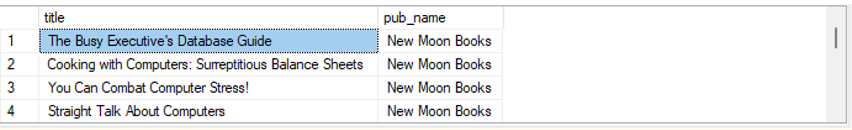 title pub_name
1 The Busy Executive's Database Guide New Moon Books
2 Cooking with Computers: Surreptitious Balance Sheets New Moon Books
3 You Can Combat Computer Stress! New Moon Books
4 Straight Talk About Computers New Moon Books